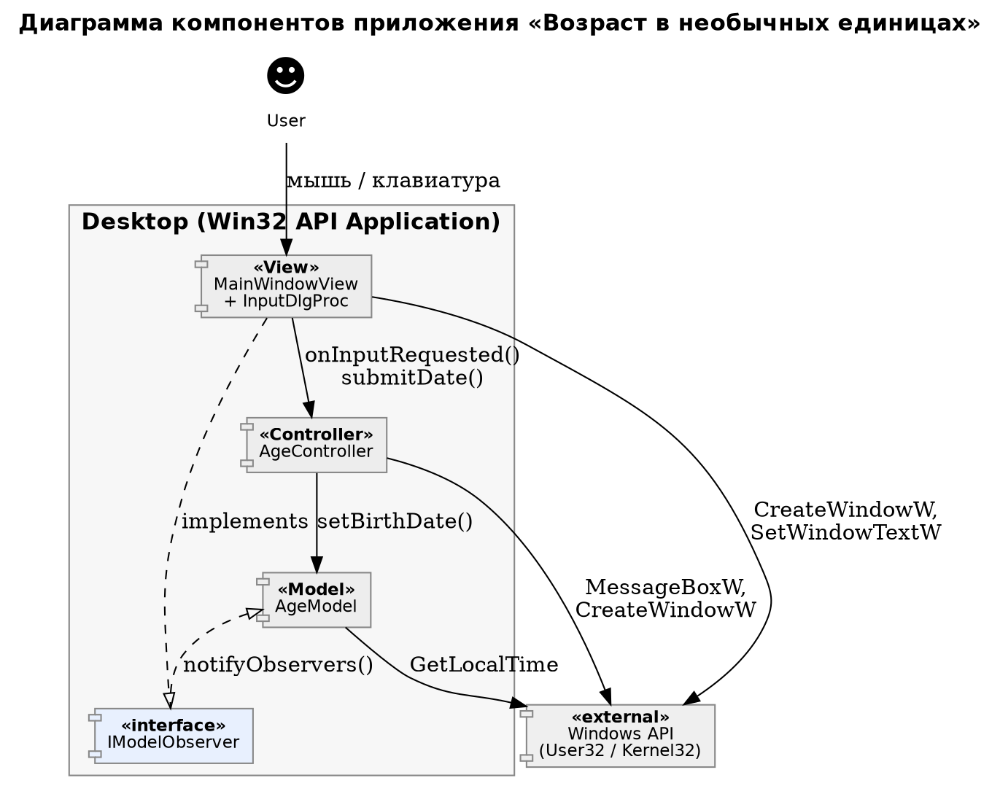 Диаграмма компонентов приложения «Возраст в необычных единицах»
User
мышь / клавиатура
Desktop (Win32 API Application)
«View»
MainWindowView
+ InputDlgProc
onInputRequested()
submitDate()
«Controller»
AgeController
implements
setBirthDate()
CreateWindowW,
SetWindowTextW
«Model»
AgeModel
MessageBoxW,
CreateWindowW
notifyObservers()
GetLocalTime
«interface»
IModelObserver
«external»
Windows API
(User32 / Kernel32)